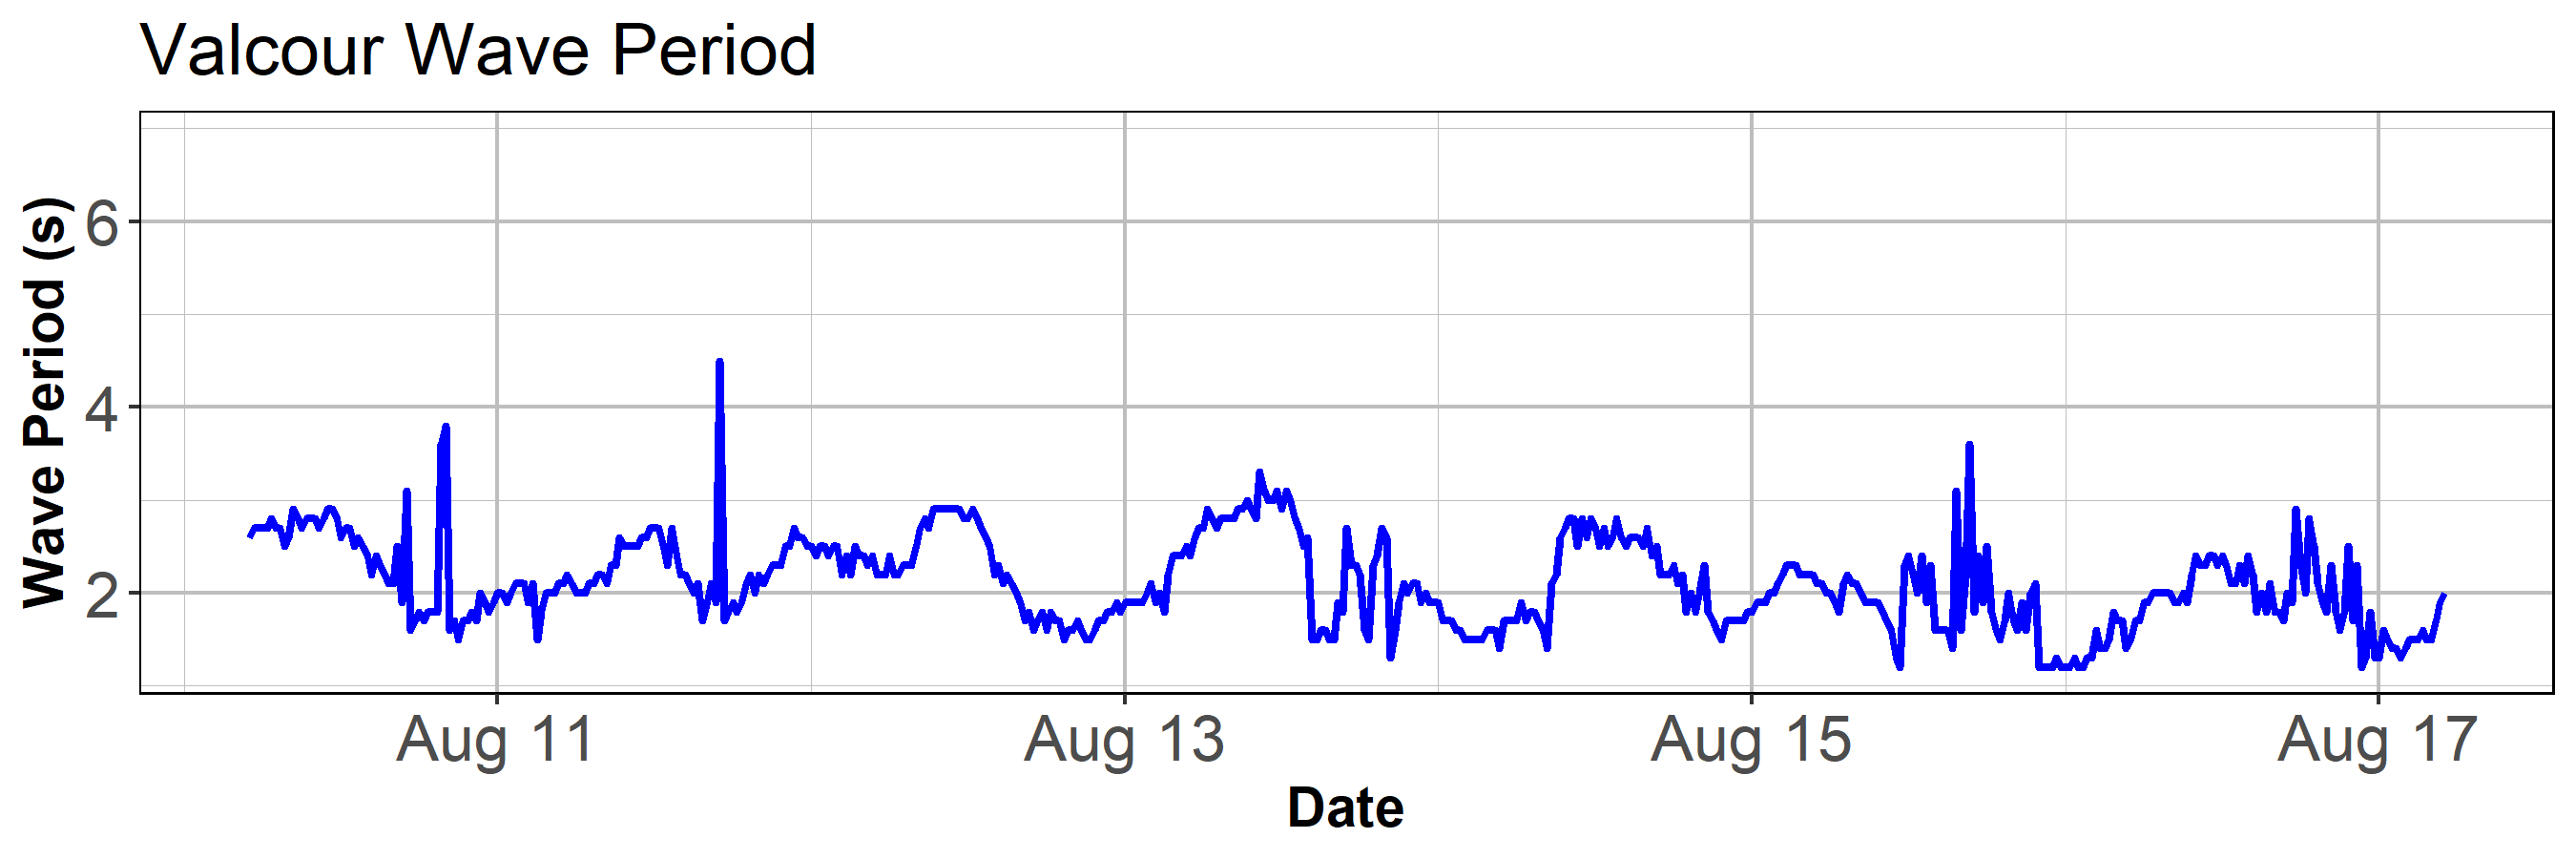 Valcour Wave Period
Wave Period (s)
6
4
2
Aug 11 Aug 13 Aug 15 Aug 17
Date